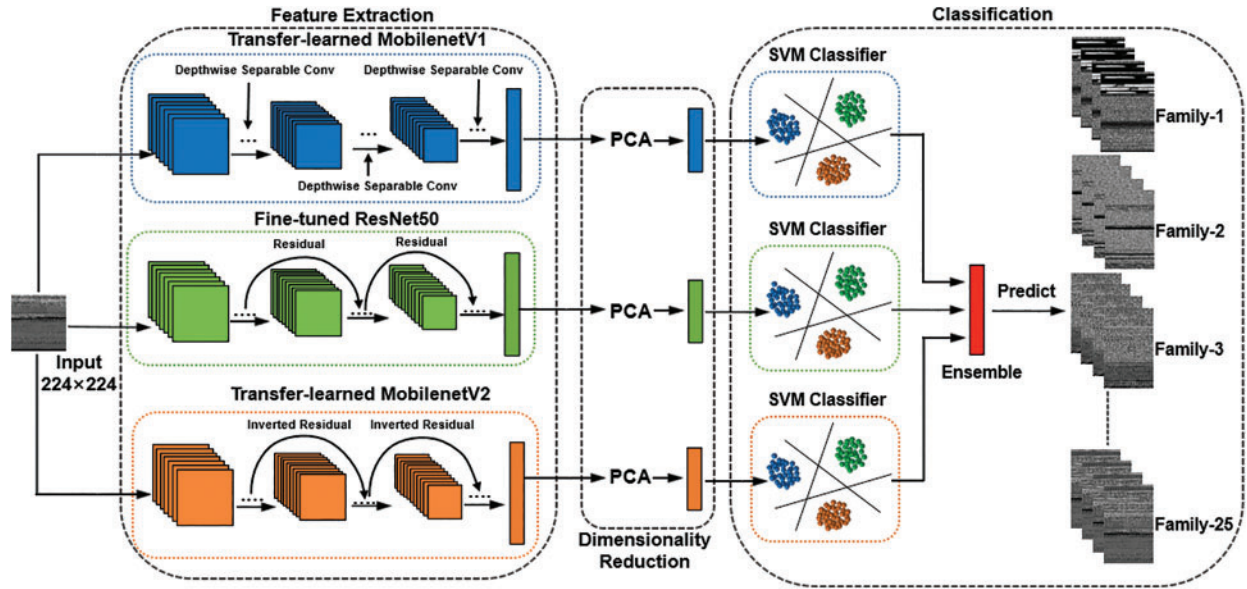 Feature Extraction
Classification
Transfer-learned MobilenetV1
Depthwise Separable Conv
Depthwise Separable Conv
...
...
...
Depthwise Separable Conv
PCA
SVM Classifier
Family-1
Fine-tuned ResNet50
Residual
Residual
...
...
...
PCA
SVM Classifier
Family-2
Input
224×224
Ensemble
Predict
Family-3
Transfer-learned MobilenetV2
Inverted Residual
Inverted Residual
...
...
...
PCA
SVM Classifier
Family-25
Dimensionality
Reduction